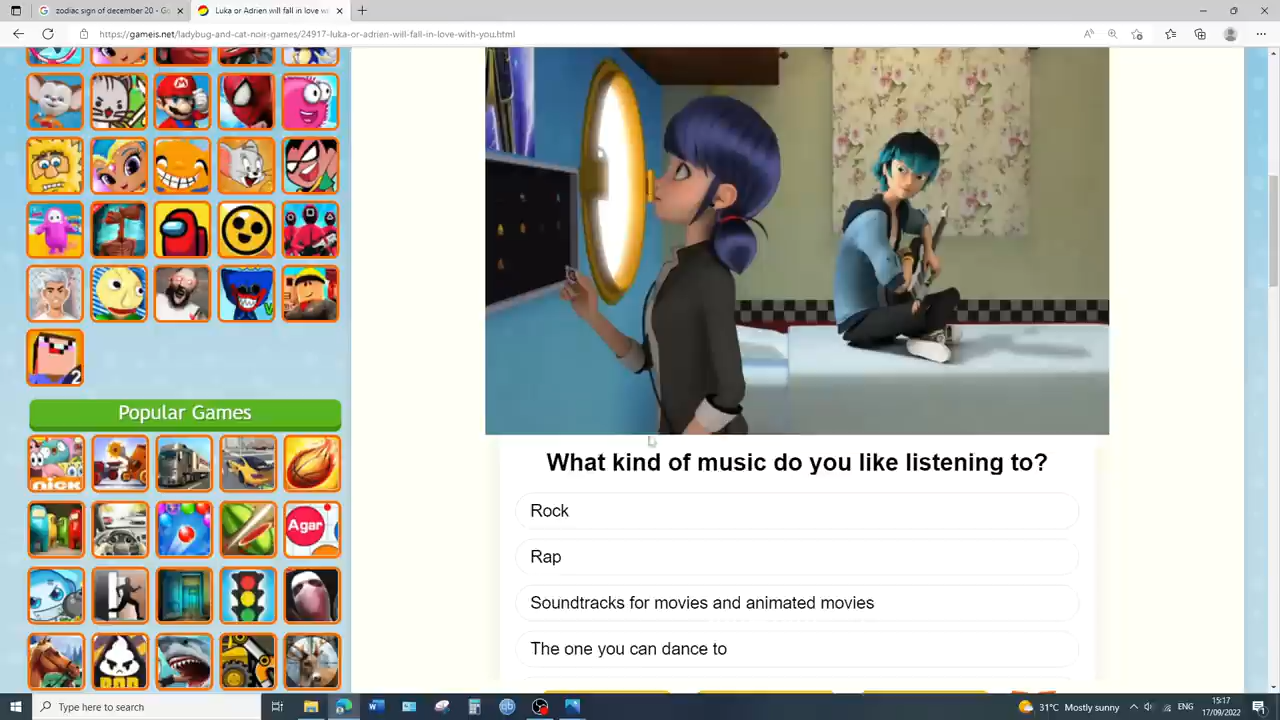 zodiac sign of december 20 - Go
Luka or Adrien will fall in love w
https://gameis.net/ladybug-and-cat-noir-games/24917-luka-or-adrien-will-fall-in-love-with-you.html
2
Popular Games
NICK
Agar
BAD
What kind of music do you like listening to?
Rock
Rap
Soundtracks for movies and animated movies
The one you can dance to
Type here to search
31°C Mostly sunny
ENG
15:17
17/09/2022